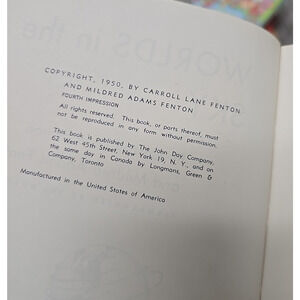 COPYRIGHT, 1950, BY CARROLL LANE FENTON
AND MILDRED ADAMS FENTON
FOURTH IMPRESSION
All rights reserved. This book, or parts thereof, must
not be reproduced in any form without permission.
This book is published by The John Day Company,
62 West 45th Street, New York 19, N. Y., and on
the same day in Canada by Longmans, Green &
Company, Toronto
Manufactured in the United States of America
WORLDS in the